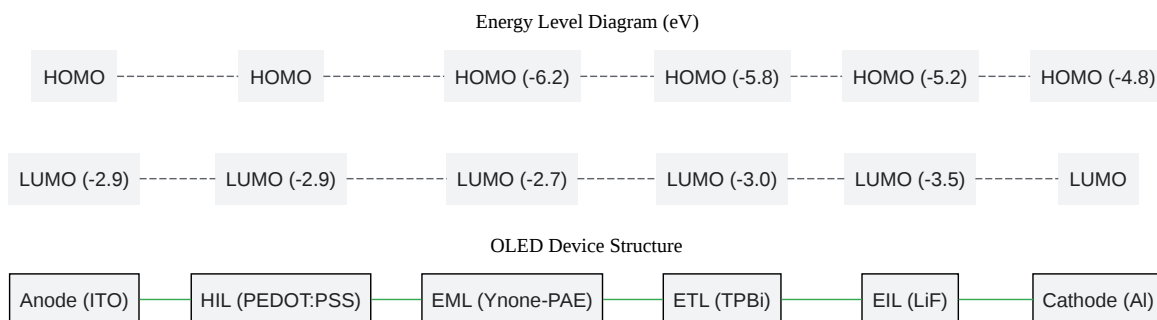 Energy Level Diagram (eV)
HOMO HOMO HOMO (-6.2) HOMO (-5.8) HOMO (-5.2) HOMO (-4.8)
LUMO (-2.9) LUMO (-2.9) LUMO (-2.7) LUMO (-3.0) LUMO (-3.5) LUMO
OLED Device Structure
Anode (ITO) HIL (PEDOT:PSS) EML (Ynone-PAE) ETL (TPBi) EIL (LiF) Cathode (Al)